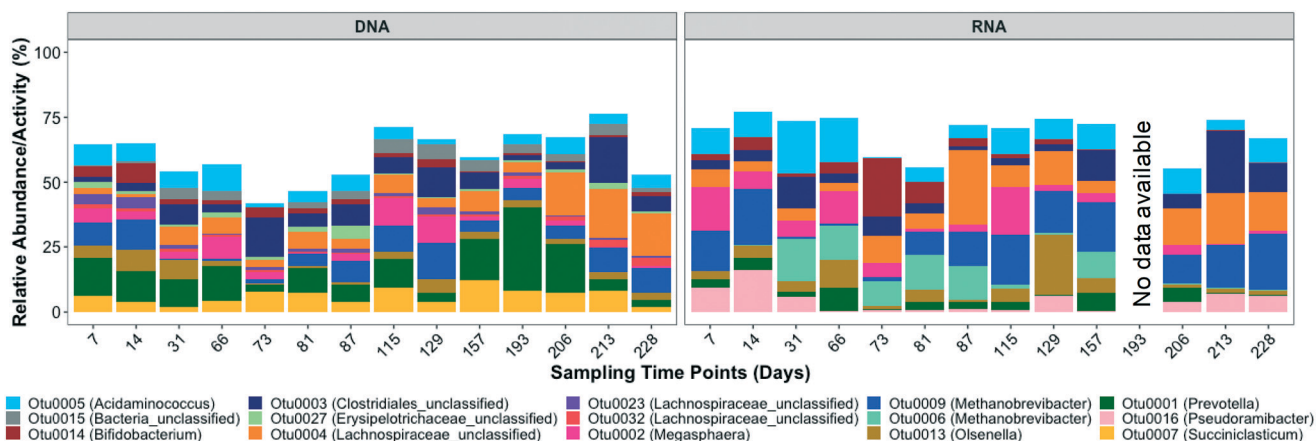 DNA
RNA
Relative Abundance/Activity (%)
100
75
50
25
0
No data available
7 14 31 66 73 81 87 115 129 157 193 206 213 228
7 14 31 66 73 81 87 115 129 157 193 206 213 228
Sampling Time Points (Days)
Otu0005 (Acidaminococcus) Otu0003 (Clostridiales_unclassified) Otu0023 (Lachnospiraceae_unclassified) Otu0009 (Methanobrevibacter) Otu0001 (Prevotella)
Otu0015 (Bacteria_unclassified) Otu0027 (Erysipelotrichaceae_unclassified) Otu0032 (Lachnospiraceae_unclassified) Otu0006 (Methanobrevibacter) Otu0016 (Pseudoramibacter)
Otu0014 (Bifidobacterium) Otu0004 (Lachnospiraceae_unclassified) Otu0002 (Megasphaera) Otu0013 (Olsenella) Otu0007 (Succiniclasticum)